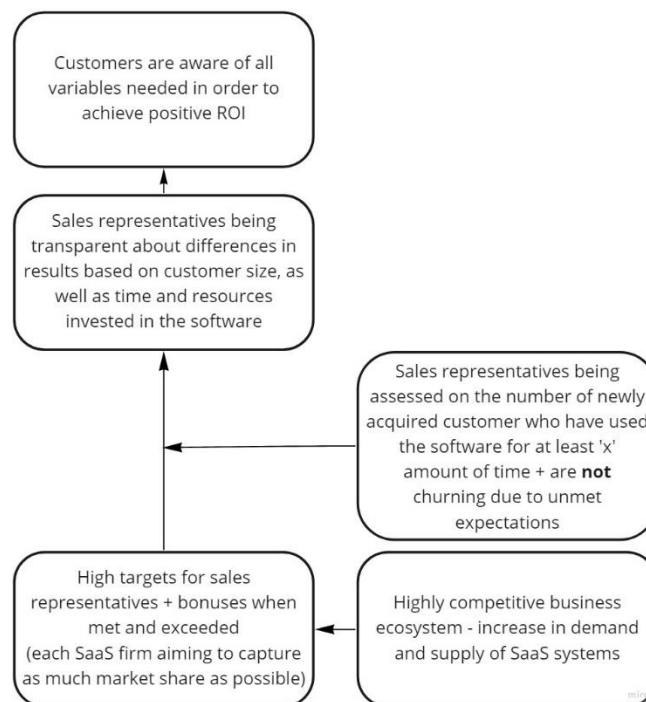 Customers are aware of all
variables needed in order to
achieve positive ROI
Sales representatives being
transparent about differences in
results based on customer size, as
well as time and resources
invested in the software
Sales representatives being
assessed on the number of newly
acquired customer who have used
the software for at least 'x'
amount of time + are not
churning due to unmet
expectations
High targets for sales
representatives + bonuses when
met and exceeded
(each SaaS firm aiming to capture
as much market share as possible)
Highly competitive business
ecosystem - increase in demand
and supply of SaaS systems